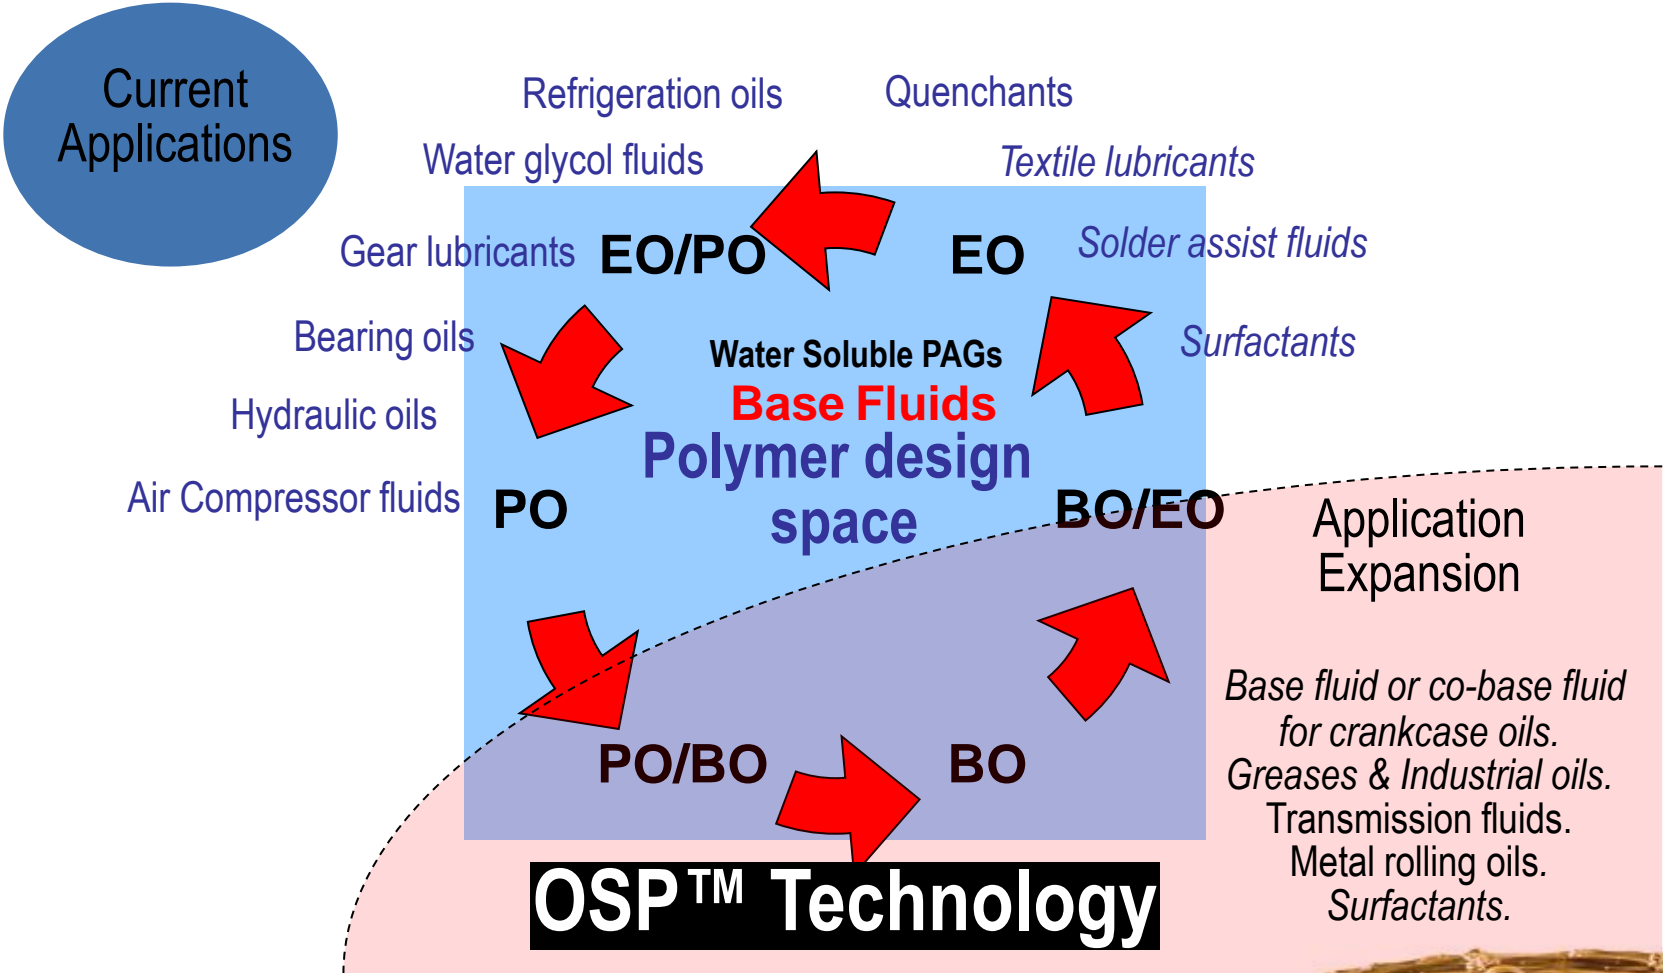 Current
Applications
Refrigeration oils
Quenchants
Water glycol fluids
Textile lubricants
Gear lubricants
EO/PO
EO
Solder assist fluids
Bearing oils
Water Soluble PAGs
Surfactants
Base Fluids
Hydraulic oils
Polymer design
space
Air Compressor fluids
PO
BO/EO
Application
Expansion
Base fluid or co-base fluid
for crankcase oils.
Greases & Industrial oils.
Transmission fluids.
Metal rolling oils.
Surfactants.
PO/BO
BO
OSP™ Technology